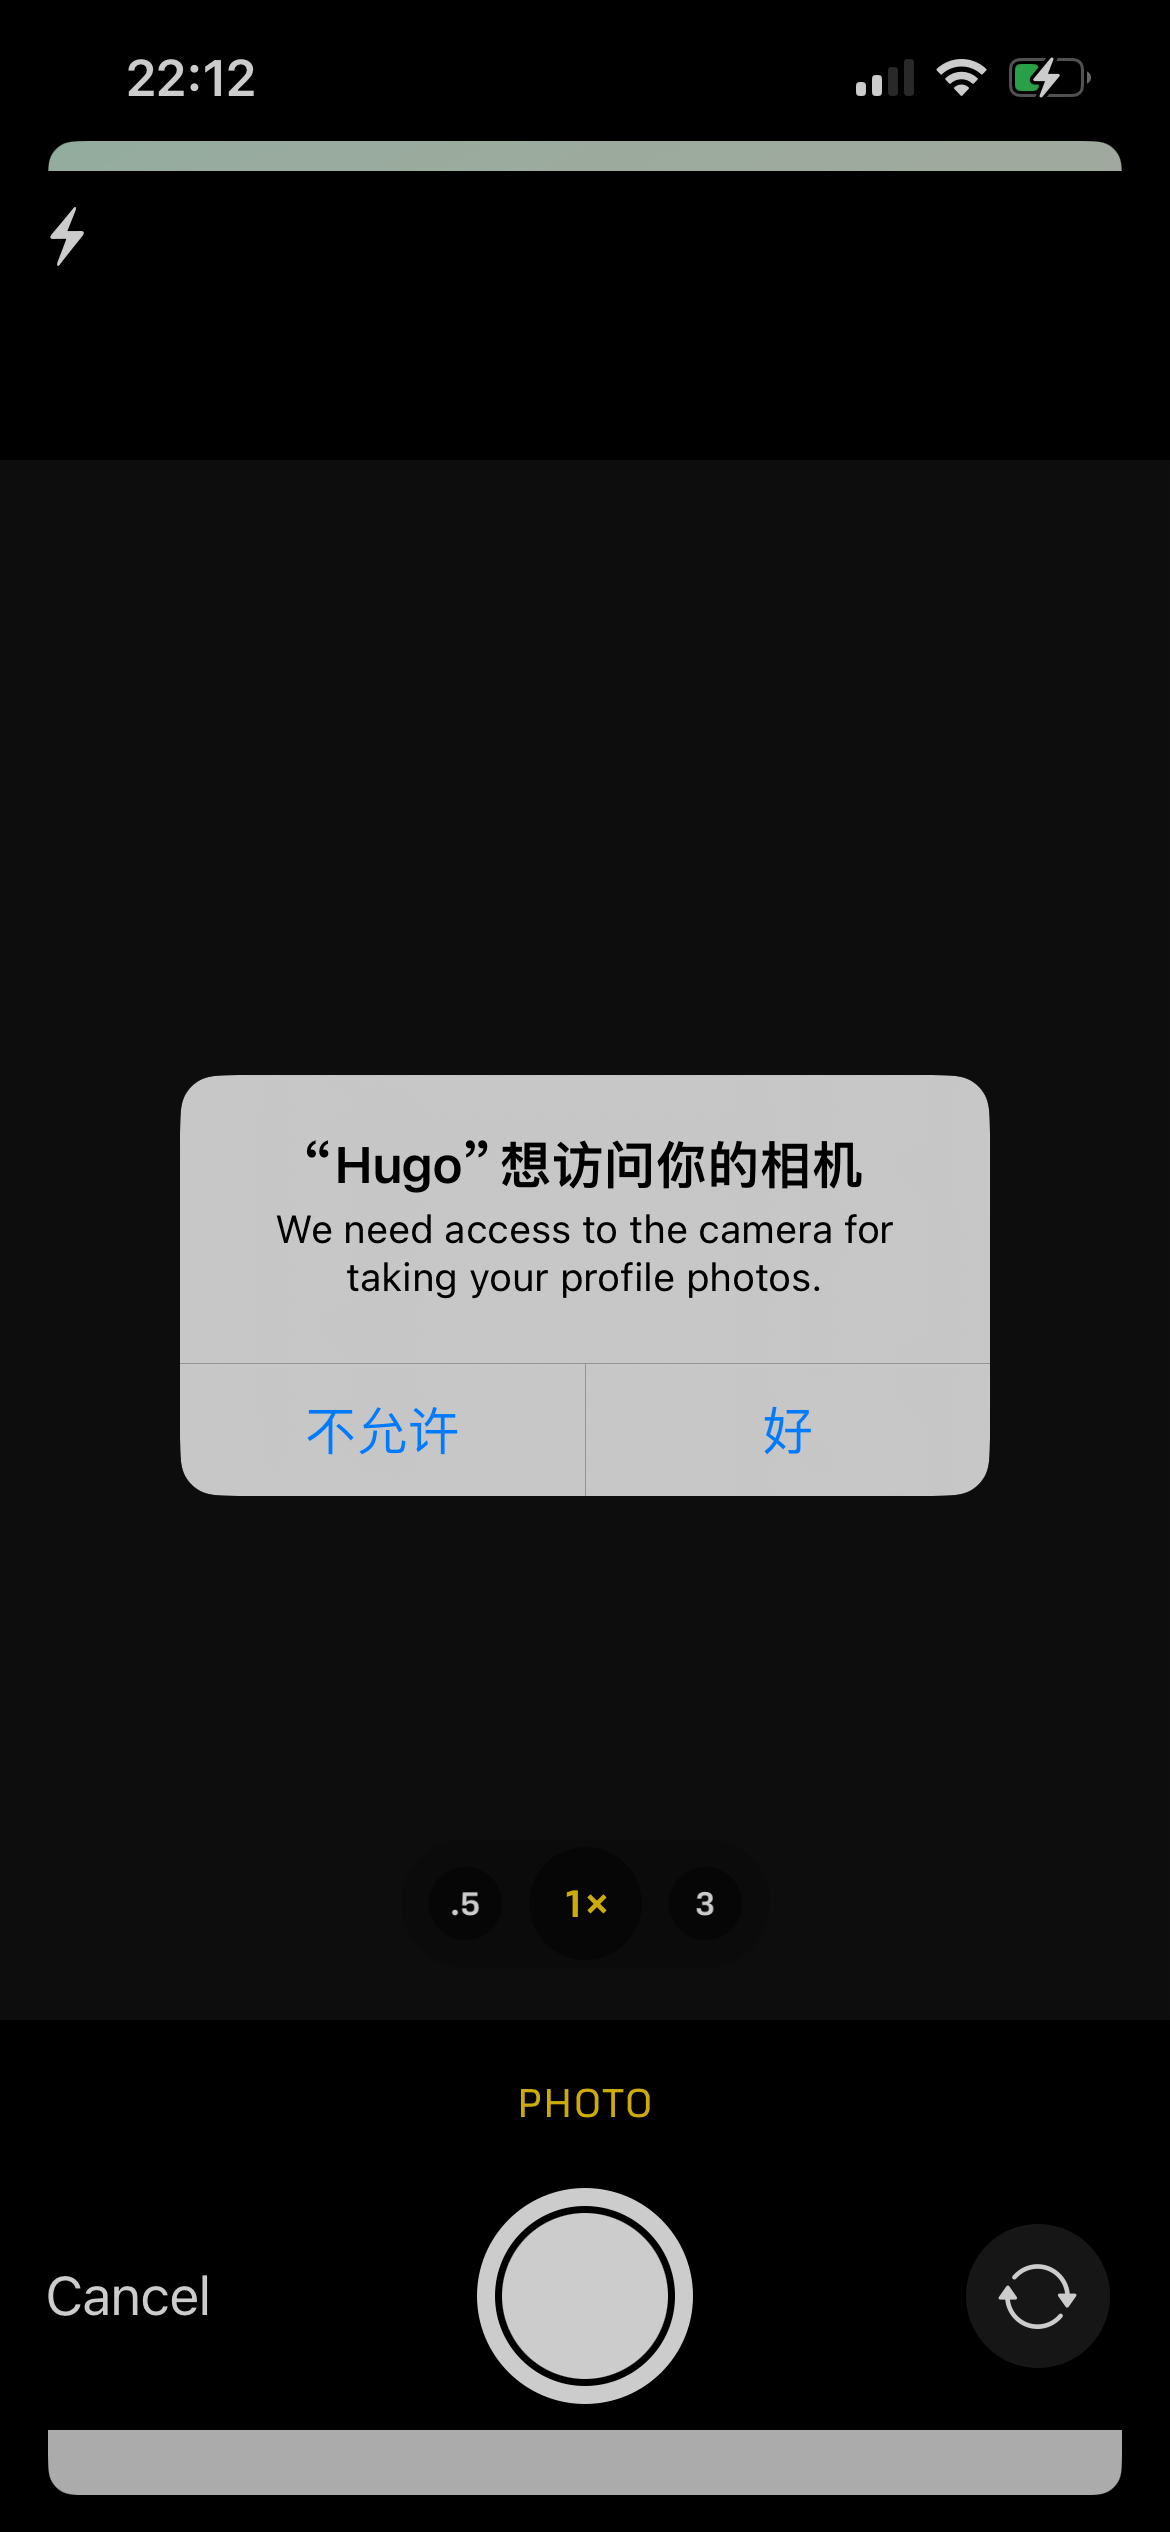 22:12
“Hugo”想访问你的相机
We need access to the camera for
taking your profile photos.
不允许
好
.5
1×
3
PHOTO
Cancel